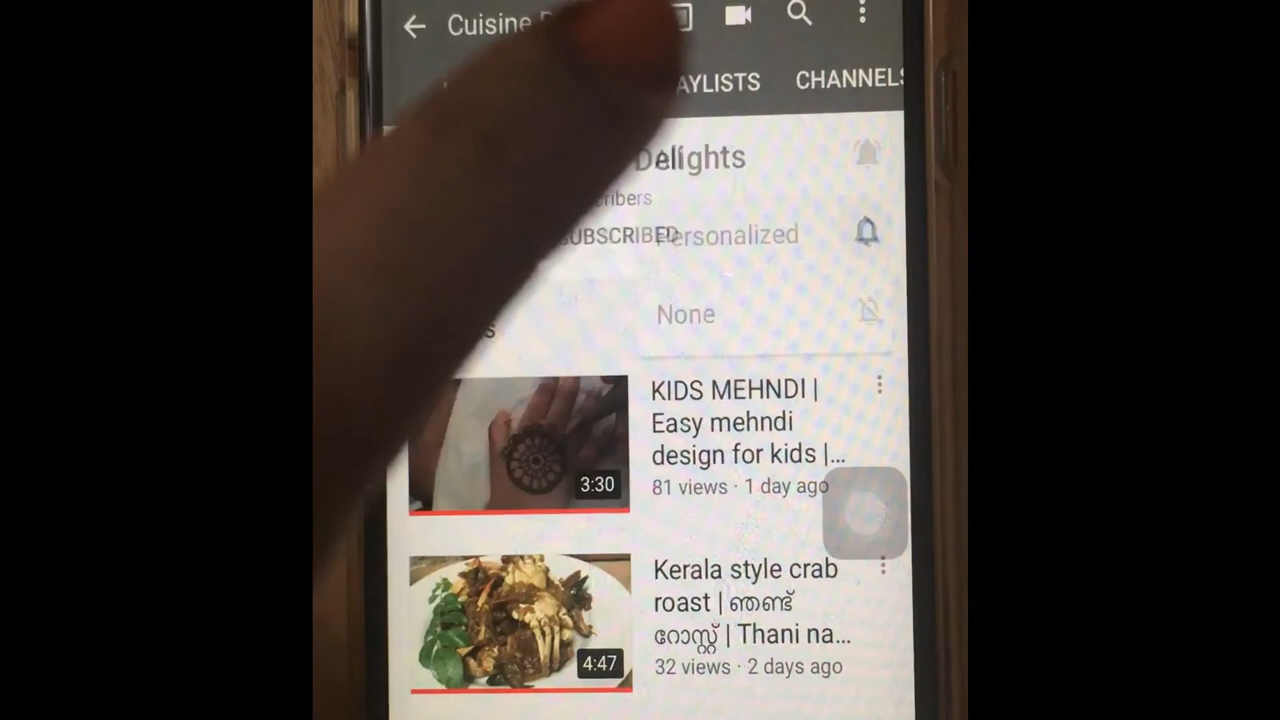 Cuisine
AYLISTS CHANNELS
Delights
cribers
SUBSCRIBED
Personalized
None
s
KIDS MEHNDI |
Easy mehndi
design for kids |...
81 views · 1 day ago
3:30
Kerala style crab
roast | ഞണ്ട്
റോസ്റ്റ് | Thani na...
32 views · 2 days ago
4:47